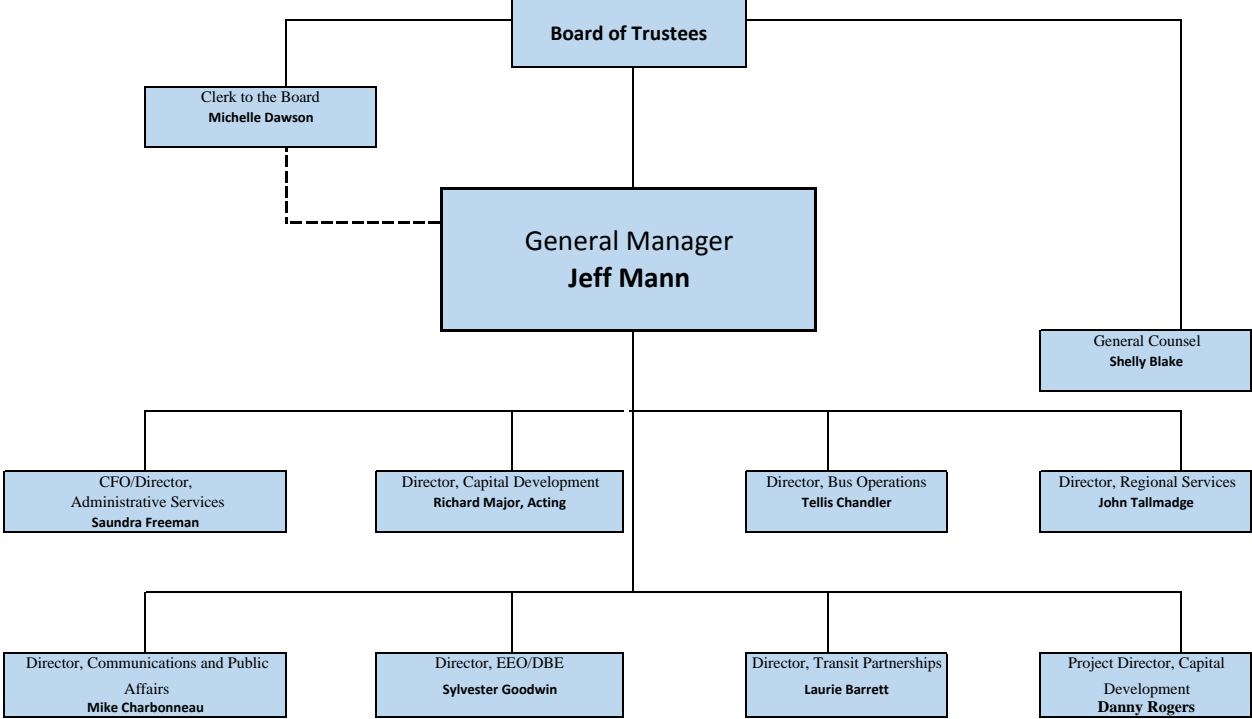 Board of Trustees
Clerk to the Board
Michelle Dawson
General Manager
Jeff Mann
General Counsel
Shelly Blake
CFO/Director,
Administrative Services
Saundra Freeman
Director, Capital Development
Richard Major, Acting
Director, Bus Operations
Tellis Chandler
Director, Regional Services
John Tallmadge
Director, Communications and Public
Affairs
Mike Charbonneau
Director, EEO/DBE
Sylvester Goodwin
Director, Transit Partnerships
Laurie Barrett
Project Director, Capital
Development
Danny Rogers